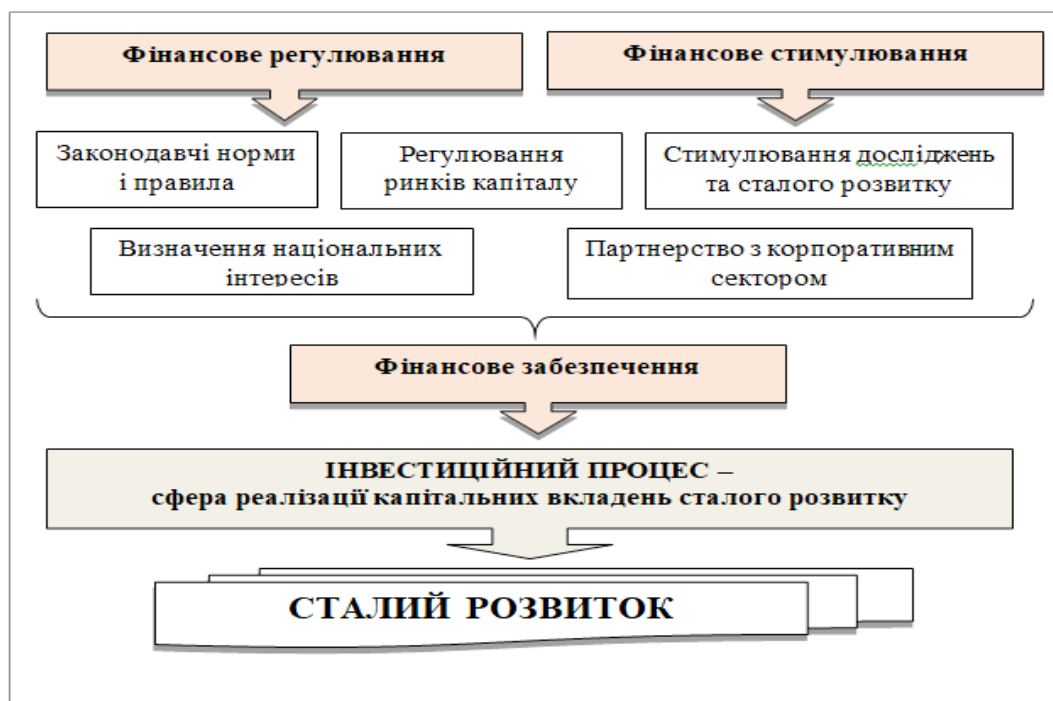 Фінансове регулювання
Фінансове стимулювання
Законодавчі норми
і правила
Регулювання
ринків капіталу
Стимулювання досліджень
та сталого розвитку
Визначення національних
інтересів
Партнерство з корпоративним
сектором
Фінансове забезпечення
ІНВЕСТИЦІЙНИЙ ПРОЦЕС –
сфера реалізації капітальних вкладень сталого розвитку
СТАЛИЙ РОЗВИТОК